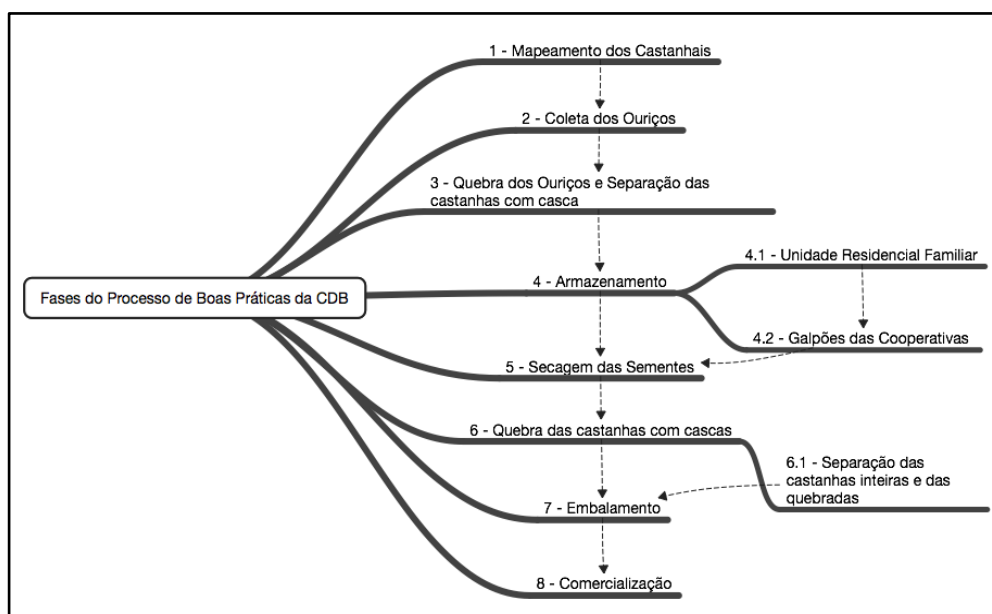 1 - Mapeamento dos Castanhais
2 - Coleta dos Ouriços
3 - Quebra dos Ouriços e Separação das
castanhas com casca
4.1 - Unidade Residencial Familiar
Fases do Processo de Boas Práticas da CDB
4 - Armazenamento
4.2 - Galpões das Cooperativas
5 - Secagem das Sementes
6 - Quebra das castanhas com cascas
6.1 - Separação das
castanhas inteiras e das
quebradas
7 - Embalamento
8 - Comercialização